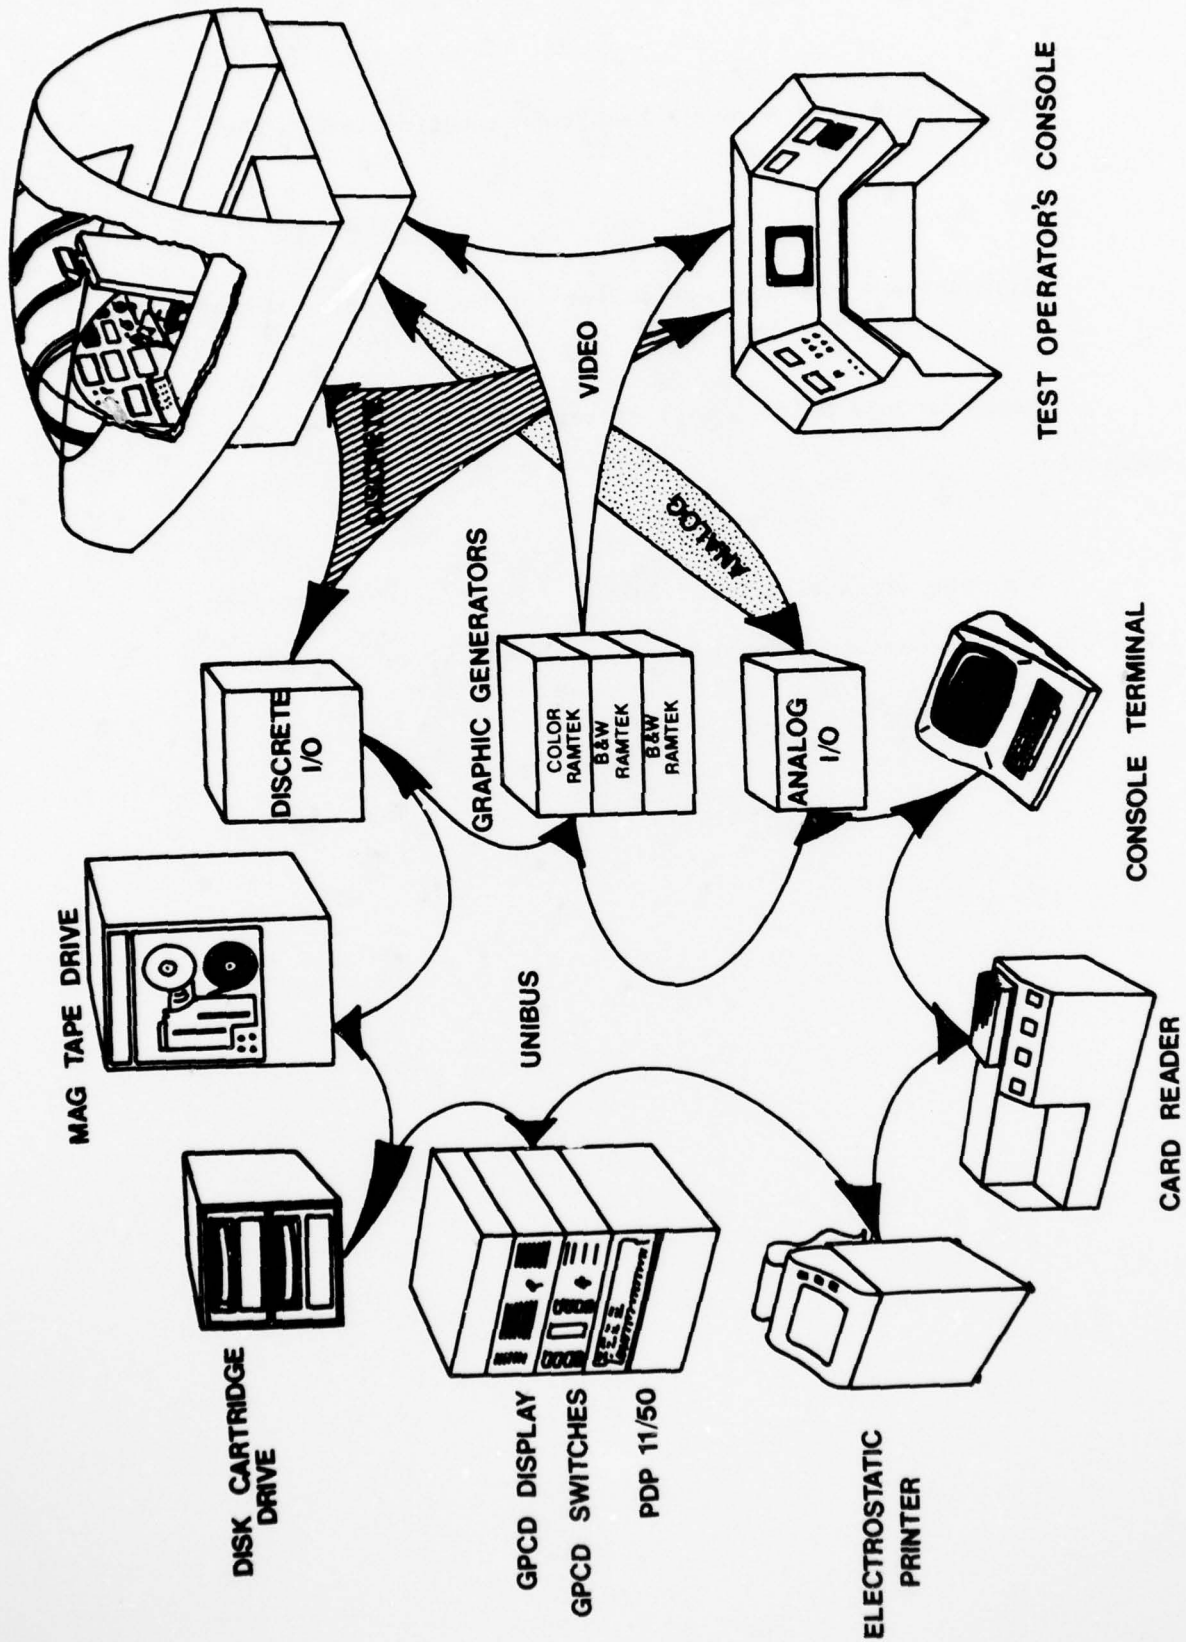 DISK CARTRIDGE
DRIVE
MAG TAPE DRIVE
DISCRETE
I/O
DISCRETE
GPCD DISPLAY
GPCD SWITCHES
PDP 11/50
UNIBUS
GRAPHIC GENERATORS
COLOR
RAMTEK
B&W
RAMTEK
B&W
RAMTEK
VIDEO
ANALOG
ANALOG
I/O
ELECTROSTATIC
PRINTER
CARD READER
CONSOLE TERMINAL
TEST OPERATOR'S CONSOLE